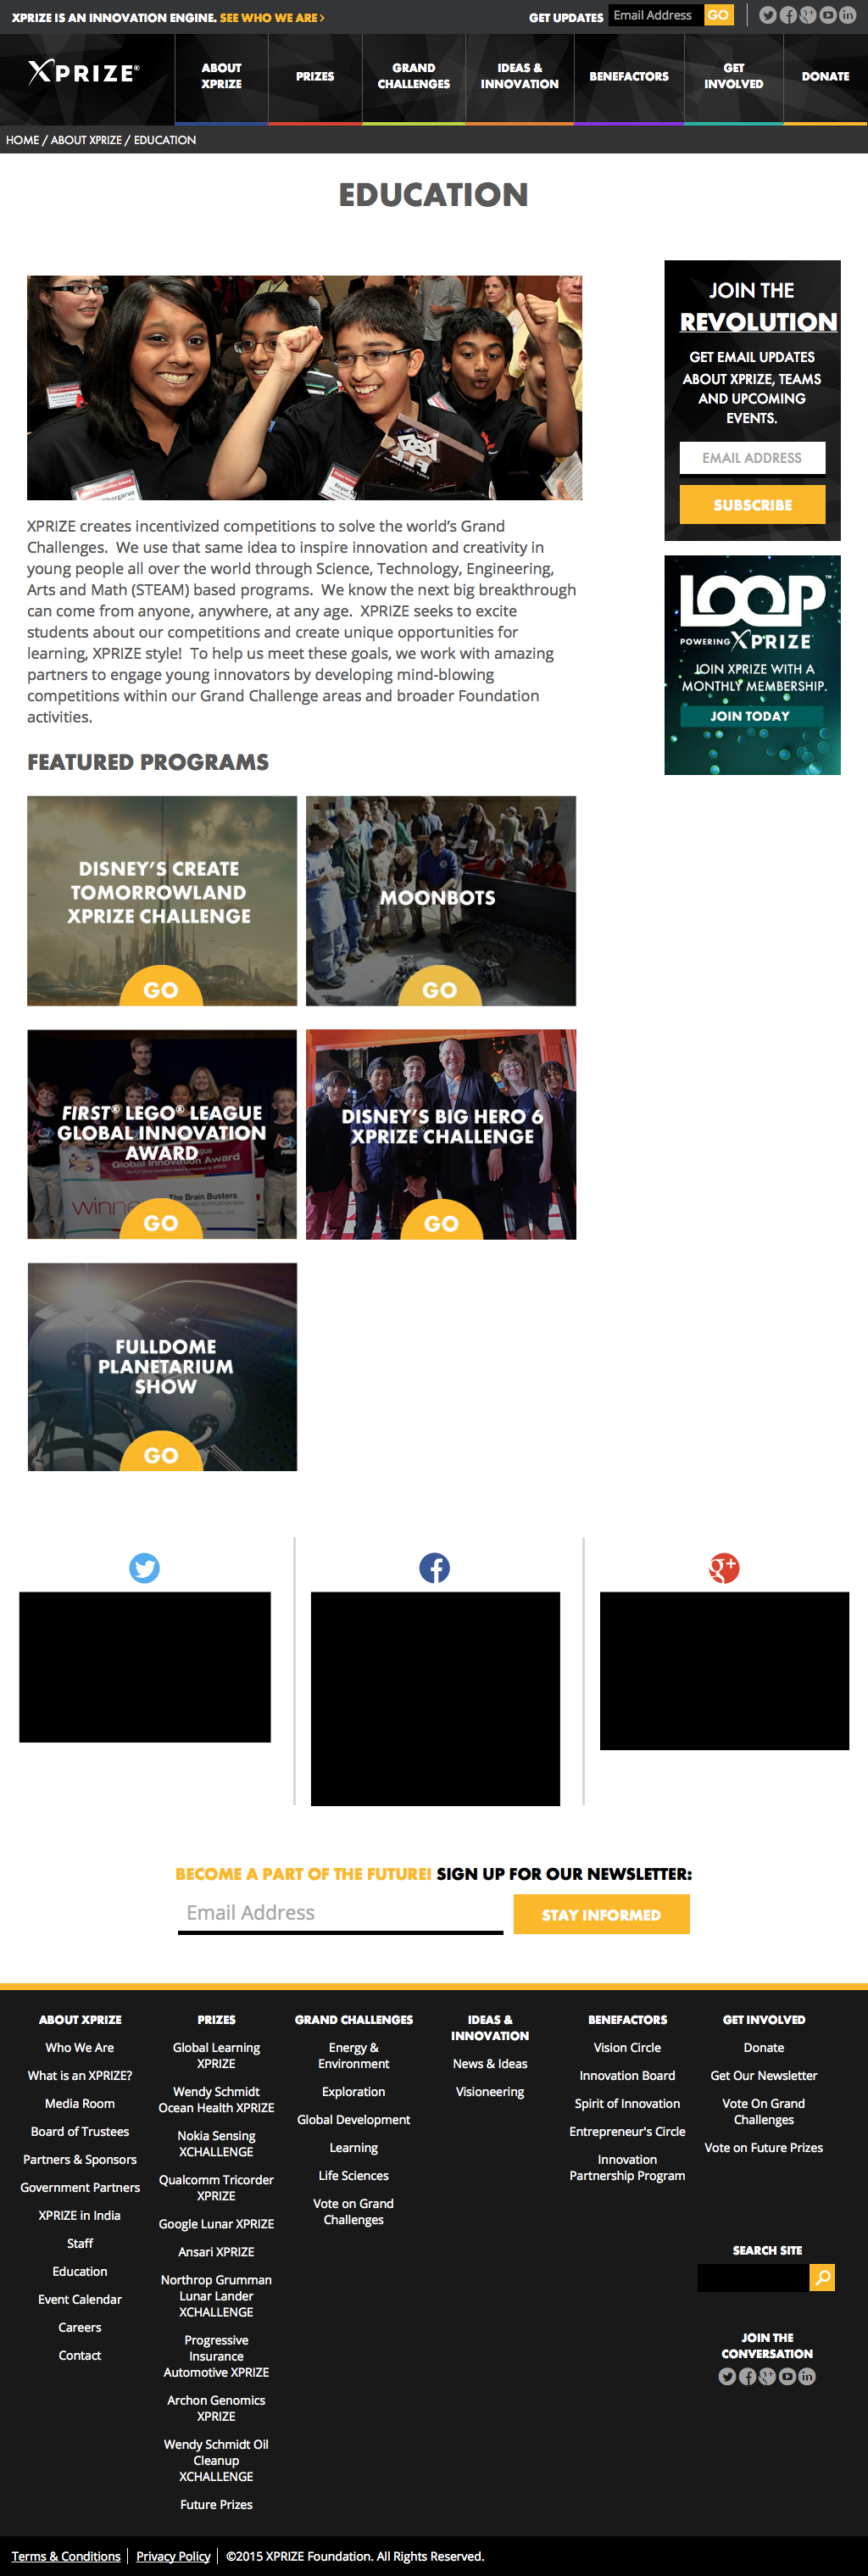 XPRIZE IS AN INNOVATION ENGINE. SEE WHO WE ARE >
GET UPDATES
Email Address
GO
XPRIZE®
ABOUT
XPRIZE
PRIZES
GRAND
CHALLENGES
IDEAS &
INNOVATION
BENEFACTORS
GET
INVOLVED
DONATE
HOME / ABOUT XPRIZE / EDUCATION
EDUCATION
XPRIZE creates incentivized competitions to solve the world's Grand
Challenges. We use that same idea to inspire innovation and creativity in
young people all over the world through Science, Technology, Engineering,
Arts and Math (STEAM) based programs. We know the next big breakthrough
can come from anyone, anywhere, at any age. XPRIZE seeks to excite
students about our competitions and create unique opportunities for
learning, XPRIZE style! To help us meet these goals, we work with amazing
partners to engage young innovators by developing mind-blowing
competitions within our Grand Challenge areas and broader Foundation
activities.
JOIN THE
REVOLUTION
GET EMAIL UPDATES
ABOUT XPRIZE, TEAMS
AND UPCOMING
EVENTS.
EMAIL ADDRESS
SUBSCRIBE
LOOP™
POWERING XPRIZE
JOIN XPRIZE WITH A
MONTHLY MEMBERSHIP.
JOIN TODAY
FEATURED PROGRAMS
DISNEY'S CREATE
TOMORROWLAND
XPRIZE CHALLENGE
GO
MOONBOTS
GO
FIRST® LEGO® LEAGUE
GLOBAL INNOVATION
AWARD
Global Innovation Award
winner
The Brain Busters
GO
DISNEY'S BIG HERO 6
XPRIZE CHALLENGE
GO
FULLDOME
PLANETARIUM
SHOW
GO
BECOME A PART OF THE FUTURE! SIGN UP FOR OUR NEWSLETTER:
Email Address
STAY INFORMED
ABOUT XPRIZE
Who We Are
What is an XPRIZE?
Media Room
Board of Trustees
Partners & Sponsors
Government Partners
XPRIZE in India
Staff
Education
Event Calendar
Careers
Contact
PRIZES
Global Learning
XPRIZE
Wendy Schmidt
Ocean Health XPRIZE
Nokia Sensing
XCHALLENGE
Qualcomm Tricorder
XPRIZE
Google Lunar XPRIZE
Ansari XPRIZE
Northrop Grumman
Lunar Lander
XCHALLENGE
Progressive
Insurance
Automotive XPRIZE
Archon Genomics
XPRIZE
Wendy Schmidt Oil
Cleanup
XCHALLENGE
Future Prizes
GRAND CHALLENGES
Energy &
Environment
Exploration
Global Development
Learning
Life Sciences
Vote on Grand
Challenges
IDEAS &
INNOVATION
News & Ideas
Visioneering
BENEFACTORS
Vision Circle
Innovation Board
Spirit of Innovation
Entrepreneur's Circle
Innovation
Partnership Program
GET INVOLVED
Donate
Get Our Newsletter
Vote On Grand
Challenges
Vote on Future Prizes
SEARCH SITE
JOIN THE
CONVERSATION
Terms & Conditions
Privacy Policy
©2015 XPRIZE Foundation. All Rights Reserved.